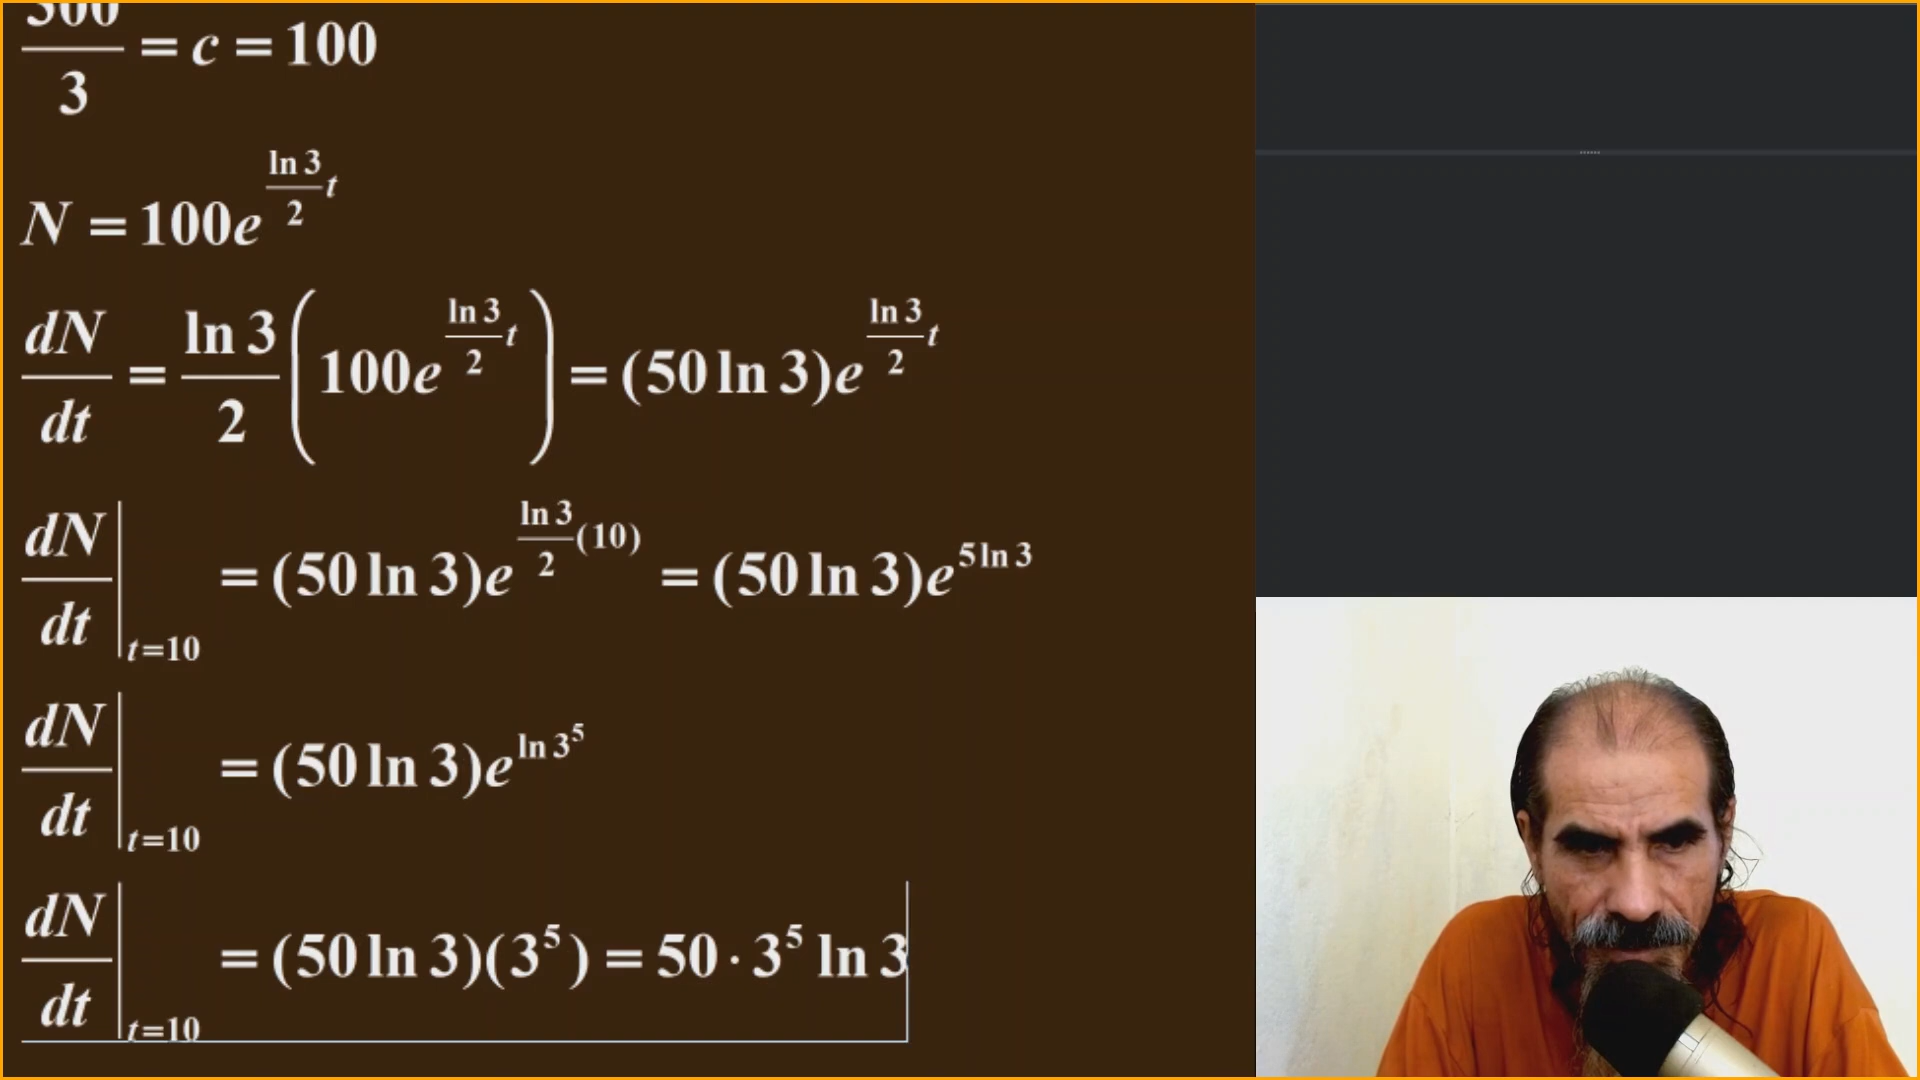 300/3 = c = 100
N = 100e^{(ln 3/2)t}
dN/dt = ln 3/2 (100e^{(ln 3/2)t}) = (50 ln 3)e^{(ln 3/2)t}
dN/dt|_{t=10} = (50 ln 3)e^{(ln 3/2)(10)} = (50 ln 3)e^{5 ln 3}
dN/dt|_{t=10} = (50 ln 3)e^{ln 3^5}
dN/dt|_{t=10} = (50 ln 3)(3^5) = 50 · 3^5 ln 3